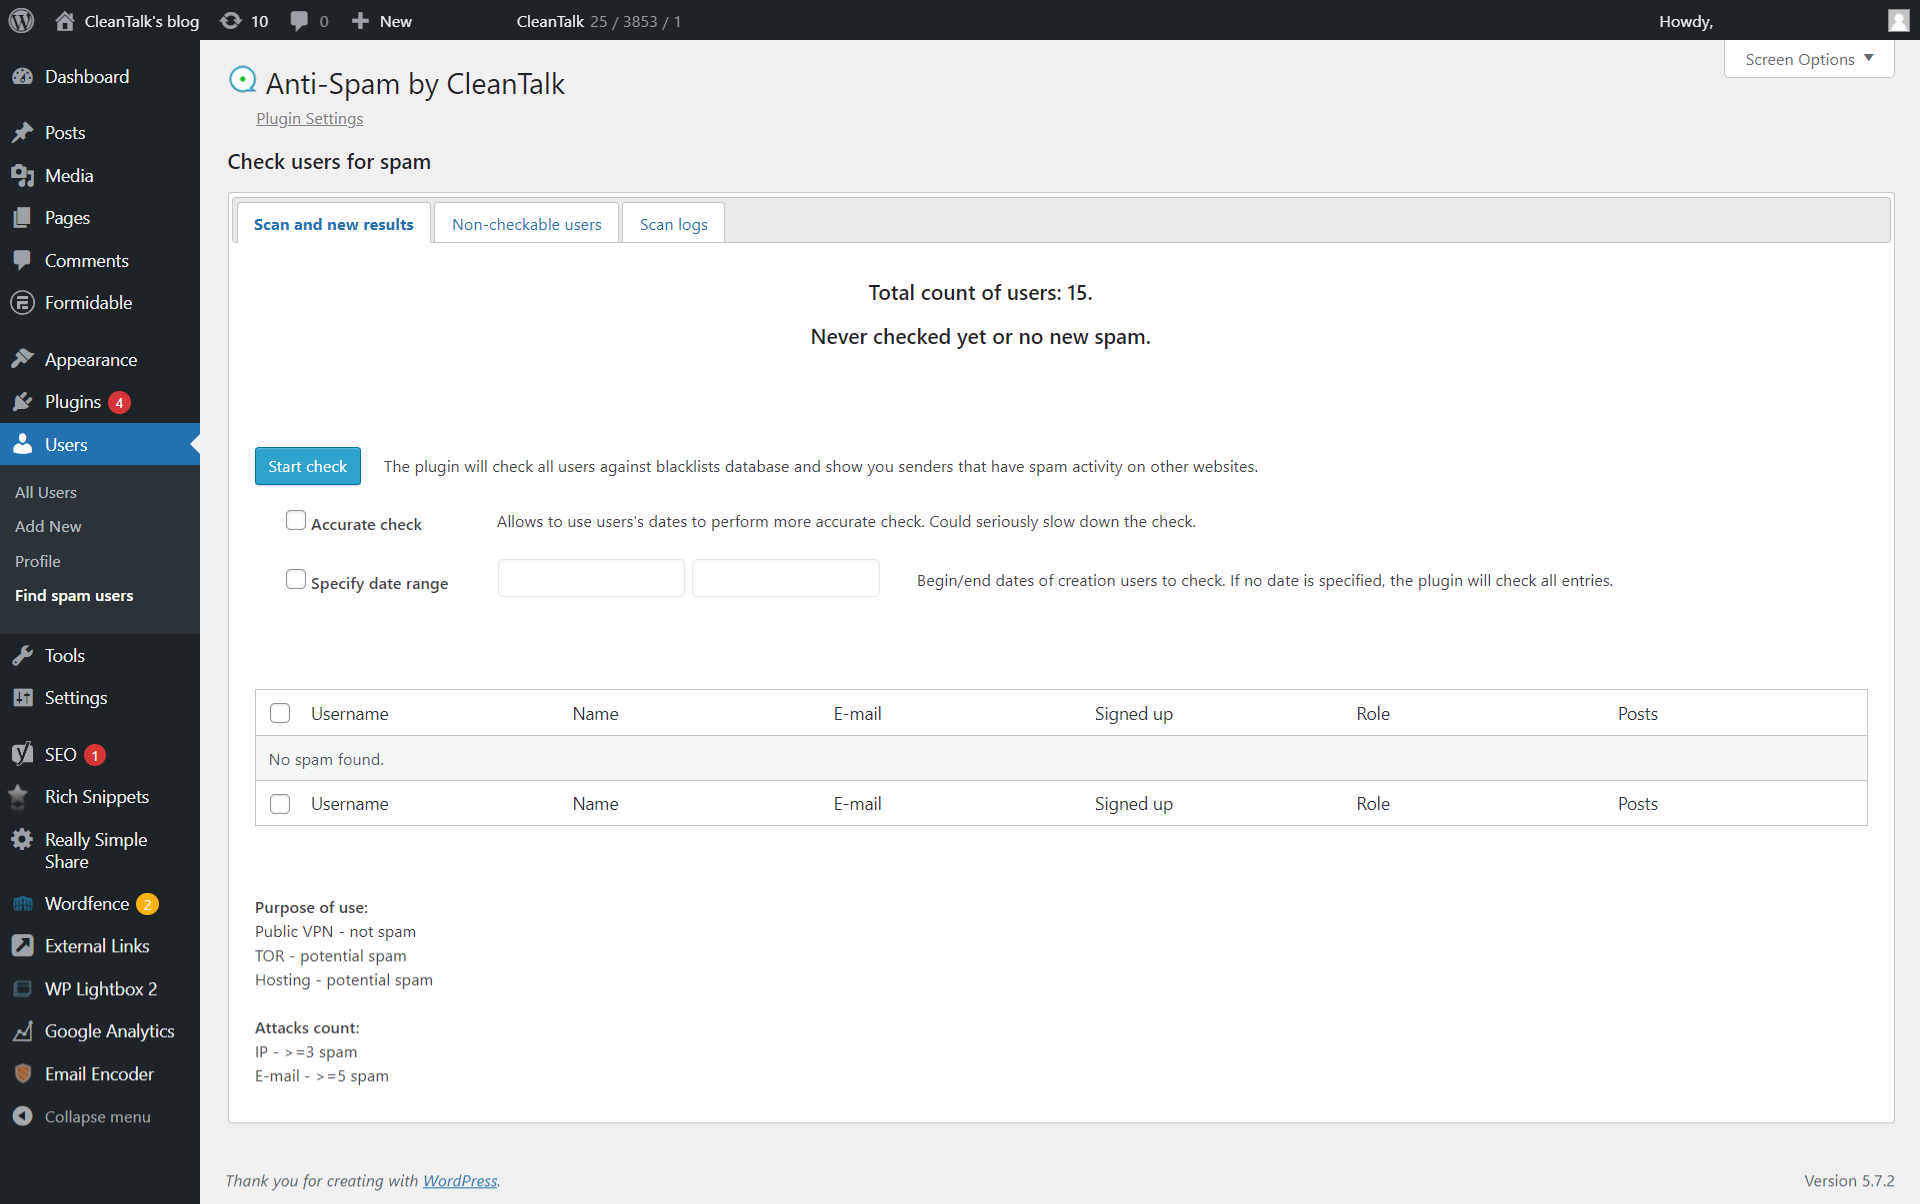 CleanTalk's blog 10 0 New CleanTalk 25 / 3853 / 1 Howdy,
Screen Options
Dashboard
Posts
Media
Pages
Comments
Formidable
Appearance
Plugins 4
Users
All Users
Add New
Profile
Find spam users
Tools
Settings
SEO 1
Rich Snippets
Really Simple
Share
Wordfence 2
External Links
WP Lightbox 2
Google Analytics
Email Encoder
Collapse menu
Anti-Spam by CleanTalk
Plugin Settings
Check users for spam
Scan and new results Non-checkable users Scan logs
Total count of users: 15.
Never checked yet or no new spam.
Start check The plugin will check all users against blacklists database and show you senders that have spam activity on other websites.
Accurate check Allows to use users's dates to perform more accurate check. Could seriously slow down the check.
Specify date range Begin/end dates of creation users to check. If no date is specified, the plugin will check all entries.
Username Name E-mail Signed up Role Posts
No spam found.
Username Name E-mail Signed up Role Posts
Purpose of use:
Public VPN - not spam
TOR - potential spam
Hosting - potential spam
Attacks count:
IP - >=3 spam
E-mail - >=5 spam
Thank you for creating with WordPress. Version 5.7.2